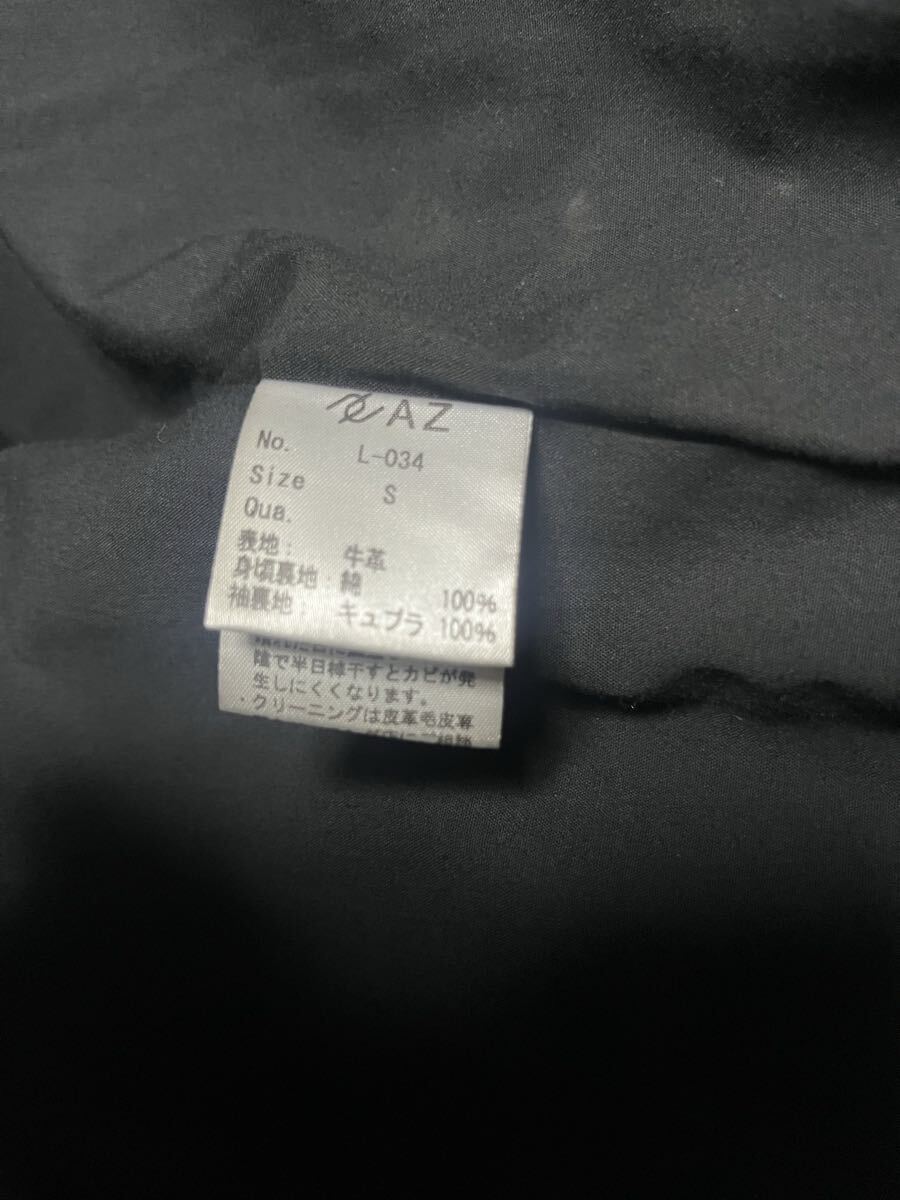 AZ
No. L-034
Size S
Qua.
表地: 牛革
身頃裏地: 綿 100%
袖裏地: キュプラ 100%
陰で半日棹干すとカビが発
生しにくくなります。
・クリーニングは皮革毛皮専